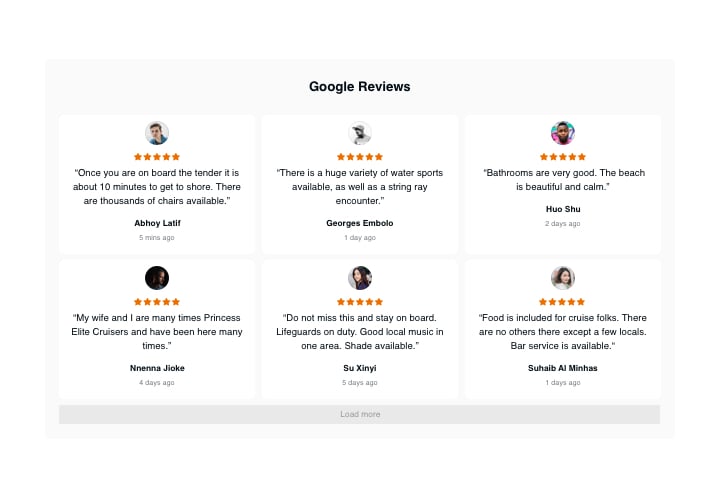 Google Reviews
“Once you are on board the tender it is
about 10 minutes to get to shore. There
are thousands of chairs available.”
Abhoy Latif
5 mins ago
“There is a huge variety of water sports
available, as well as a string ray
encounter.”
Georges Embolo
1 day ago
“Bathrooms are very good. The beach
is beautiful and calm.”
Huo Shu
2 days ago
“My wife and I are many times Princess
Elite Cruisers and have been here many
times.”
Nnenna Jioke
4 days ago
“Do not miss this and stay on board.
Lifeguards on duty. Good local music in
one area. Shade available.”
Su Xinyi
5 days ago
“Food is included for cruise folks. There
are no others there except a few locals.
Bar service is available.“
Suhaib Al Minhas
1 days ago
Load more